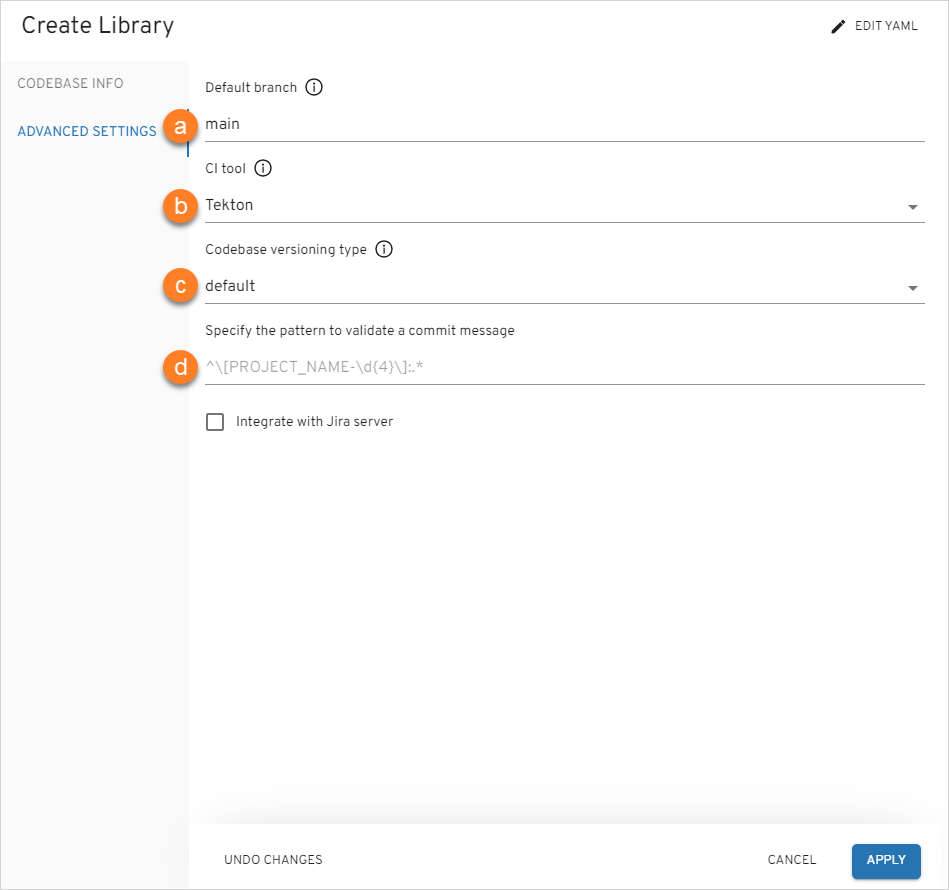 Create Library
EDIT YAML
CODEBASE INFO
ADVANCED SETTINGS
Default branch
a main
CI tool
b Tekton
Codebase versioning type
c default
Specify the pattern to validate a commit message
d ^\[PROJECT_NAME-\d{4}\]:.*
Integrate with Jira server
UNDO CHANGES
CANCEL
APPLY